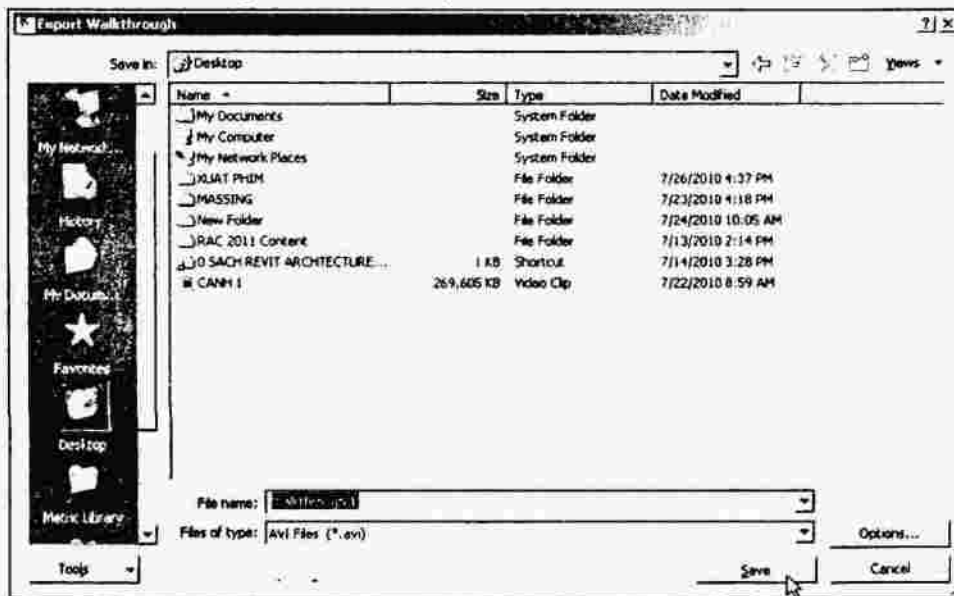 Export Walkthrough
Save in: Desktop Views
Name Size Type Date Modified
My Documents System Folder
My Computer System Folder
My Network Places System Folder
XUAT PHIM File Folder 7/26/2010 4:37 PM
MASSING File Folder 7/23/2010 4:18 PM
New Folder File Folder 7/24/2010 10:05 AM
RAC 2011 Content File Folder 7/13/2010 2:14 PM
0 SACH REVIT ARCHITECTURE... 1 KB Shortcut 7/14/2010 3:28 PM
CANH 1 269,605 KB Video Clip 7/22/2010 8:59 AM
My Network...
History
My Docum...
Favorites
Desktop
Metric Library
File name:
Files of type: Avi Files (*.avi) Options...
Tools Save Cancel